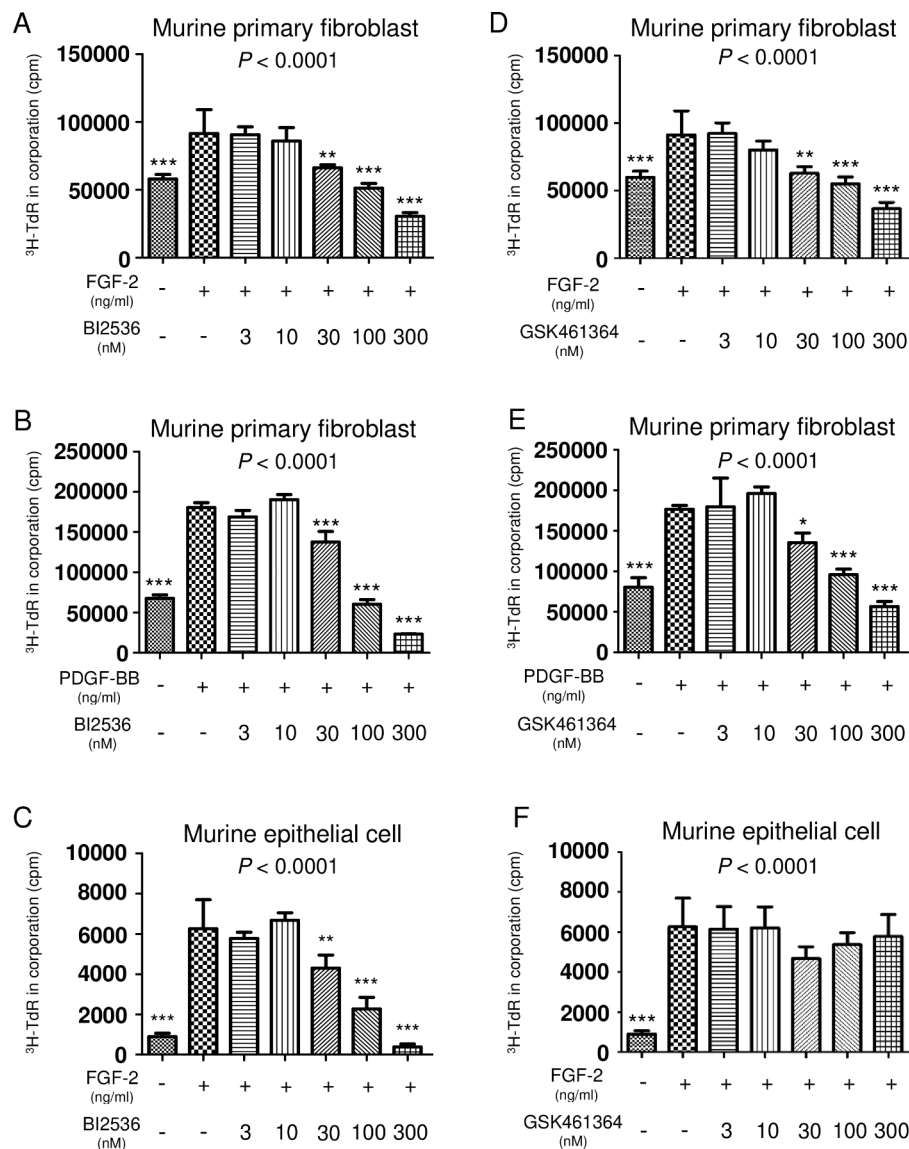 A
Murine primary fibroblast
P < 0.0001
³H-TdR in corporation (cpm)
150000
100000
50000
0
***
**
***
***
FGF-2 - + + + + + +
(ng/ml)
BI2536 - - 3 10 30 100 300
(nM)
D
Murine primary fibroblast
P < 0.0001
³H-TdR in corporation (cpm)
150000
100000
50000
0
***
**
***
***
FGF-2 - + + + + + +
(ng/ml)
GSK461364 - - 3 10 30 100 300
(nM)
B
Murine primary fibroblast
P < 0.0001
³H-TdR in corporation (cpm)
250000
200000
150000
100000
50000
0
***
***
***
***
PDGF-BB - + + + + + +
(ng/ml)
BI2536 - - 3 10 30 100 300
(nM)
E
Murine primary fibroblast
P < 0.0001
³H-TdR in corporation (cpm)
250000
200000
150000
100000
50000
0
***
*
***
***
PDGF-BB - + + + + + +
(ng/ml)
GSK461364 - - 3 10 30 100 300
(nM)
C
Murine epithelial cell
P < 0.0001
³H-TdR in corporation (cpm)
10000
8000
6000
4000
2000
0
***
**
***
***
FGF-2 - + + + + + +
(ng/ml)
BI2536 - - 3 10 30 100 300
(nM)
F
Murine epithelial cell
P < 0.0001
³H-TdR in corporation (cpm)
10000
8000
6000
4000
2000
0
***
FGF-2 - + + + + + +
(ng/ml)
GSK461364 - - 3 10 30 100 300
(nM)